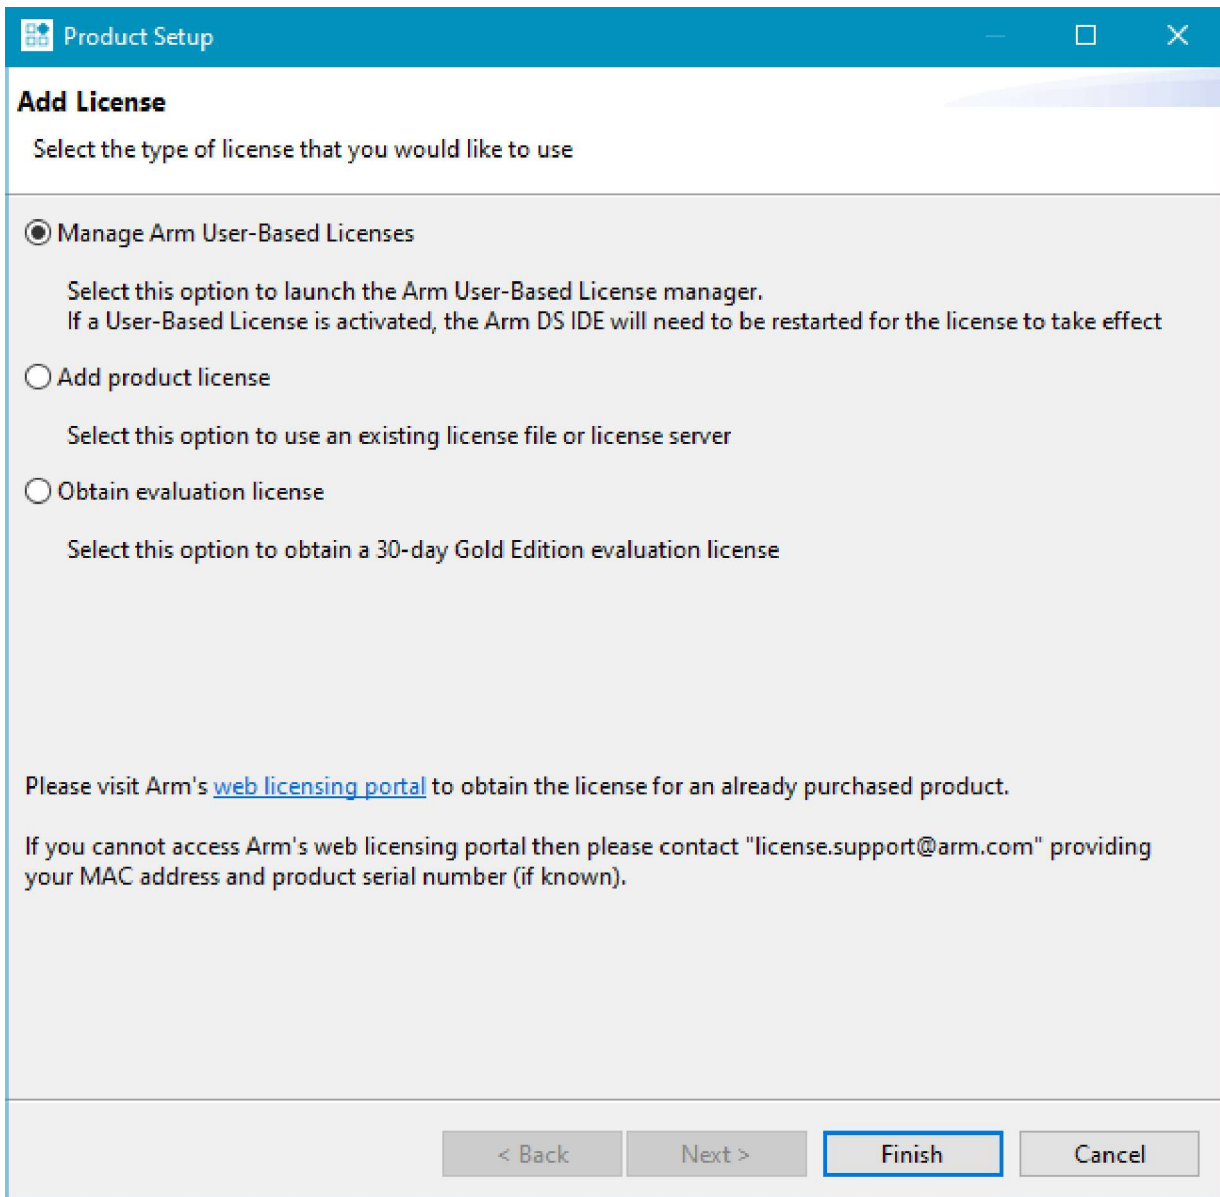 Product Setup
Add License
Select the type of license that you would like to use
Manage Arm User-Based Licenses
Select this option to launch the Arm User-Based License manager.
If a User-Based License is activated, the Arm DS IDE will need to be restarted for the license to take effect
Add product license
Select this option to use an existing license file or license server
Obtain evaluation license
Select this option to obtain a 30-day Gold Edition evaluation license
Please visit Arm's web licensing portal to obtain the license for an already purchased product.
If you cannot access Arm's web licensing portal then please contact "license.support@arm.com" providing
your MAC address and product serial number (if known).
< Back Next > Finish Cancel